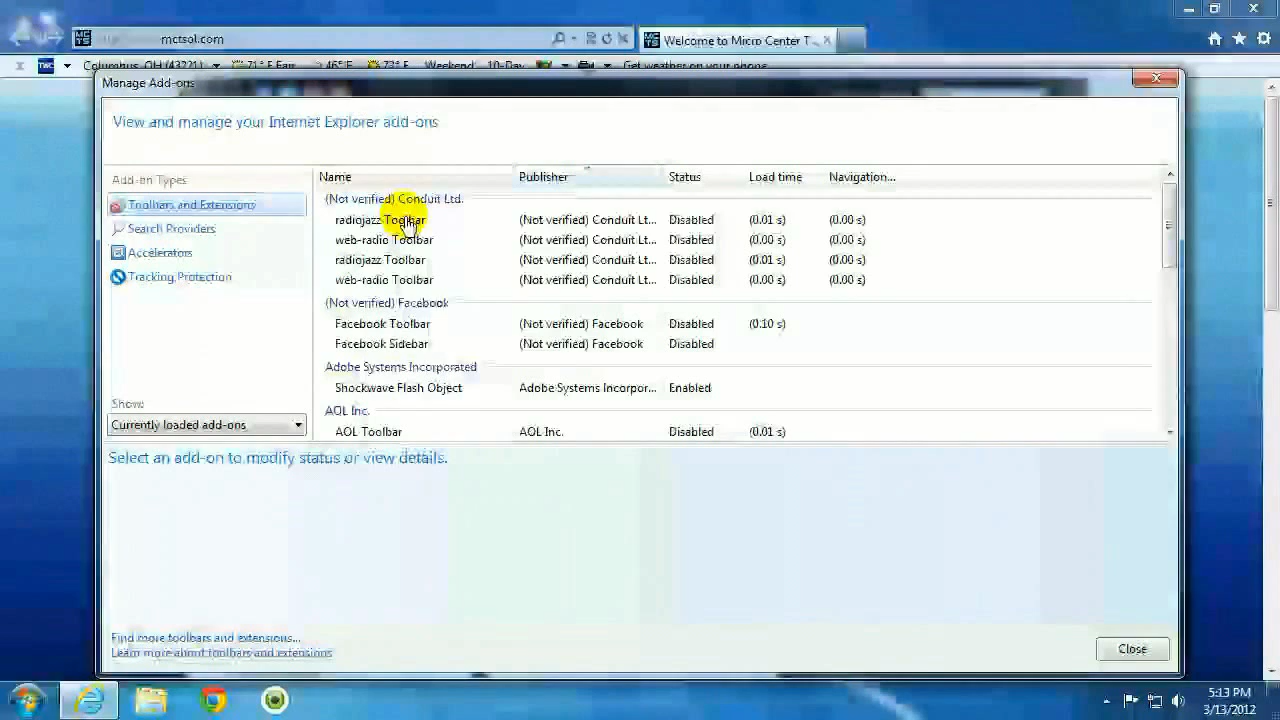 mctsol.com
Welcome to Micro Center T...
Columbus, OH (43221)
71° F
46°F
72° F
Weekend
10-Day
Get weather on your phone
Manage Add-ons
View and manage your Internet Explorer add-ons
Add-on Types
Toolbars and Extensions
Search Providers
Accelerators
Tracking Protection
Show:
Currently loaded add-ons
Name Publisher Status Load time Navigation...
(Not verified) Conduit Ltd.
radiojazz Toolbar (Not verified) Conduit Lt... Disabled (0.01 s) (0.00 s)
web-radio Toolbar (Not verified) Conduit Lt... Disabled (0.00 s) (0.00 s)
radiojazz Toolbar (Not verified) Conduit Lt... Disabled (0.01 s) (0.00 s)
web-radio Toolbar (Not verified) Conduit Lt... Disabled (0.00 s) (0.00 s)
(Not verified) Facebook
Facebook Toolbar (Not verified) Facebook Disabled (0.10 s)
Facebook Sidebar (Not verified) Facebook Disabled
Adobe Systems Incorporated
Shockwave Flash Object Adobe Systems Incorpor... Enabled
AOL Inc.
AOL Toolbar AOL Inc. Disabled (0.01 s)
Select an add-on to modify status or view details.
Find more toolbars and extensions...
Learn more about toolbars and extensions
Close
5:13 PM
3/13/2012